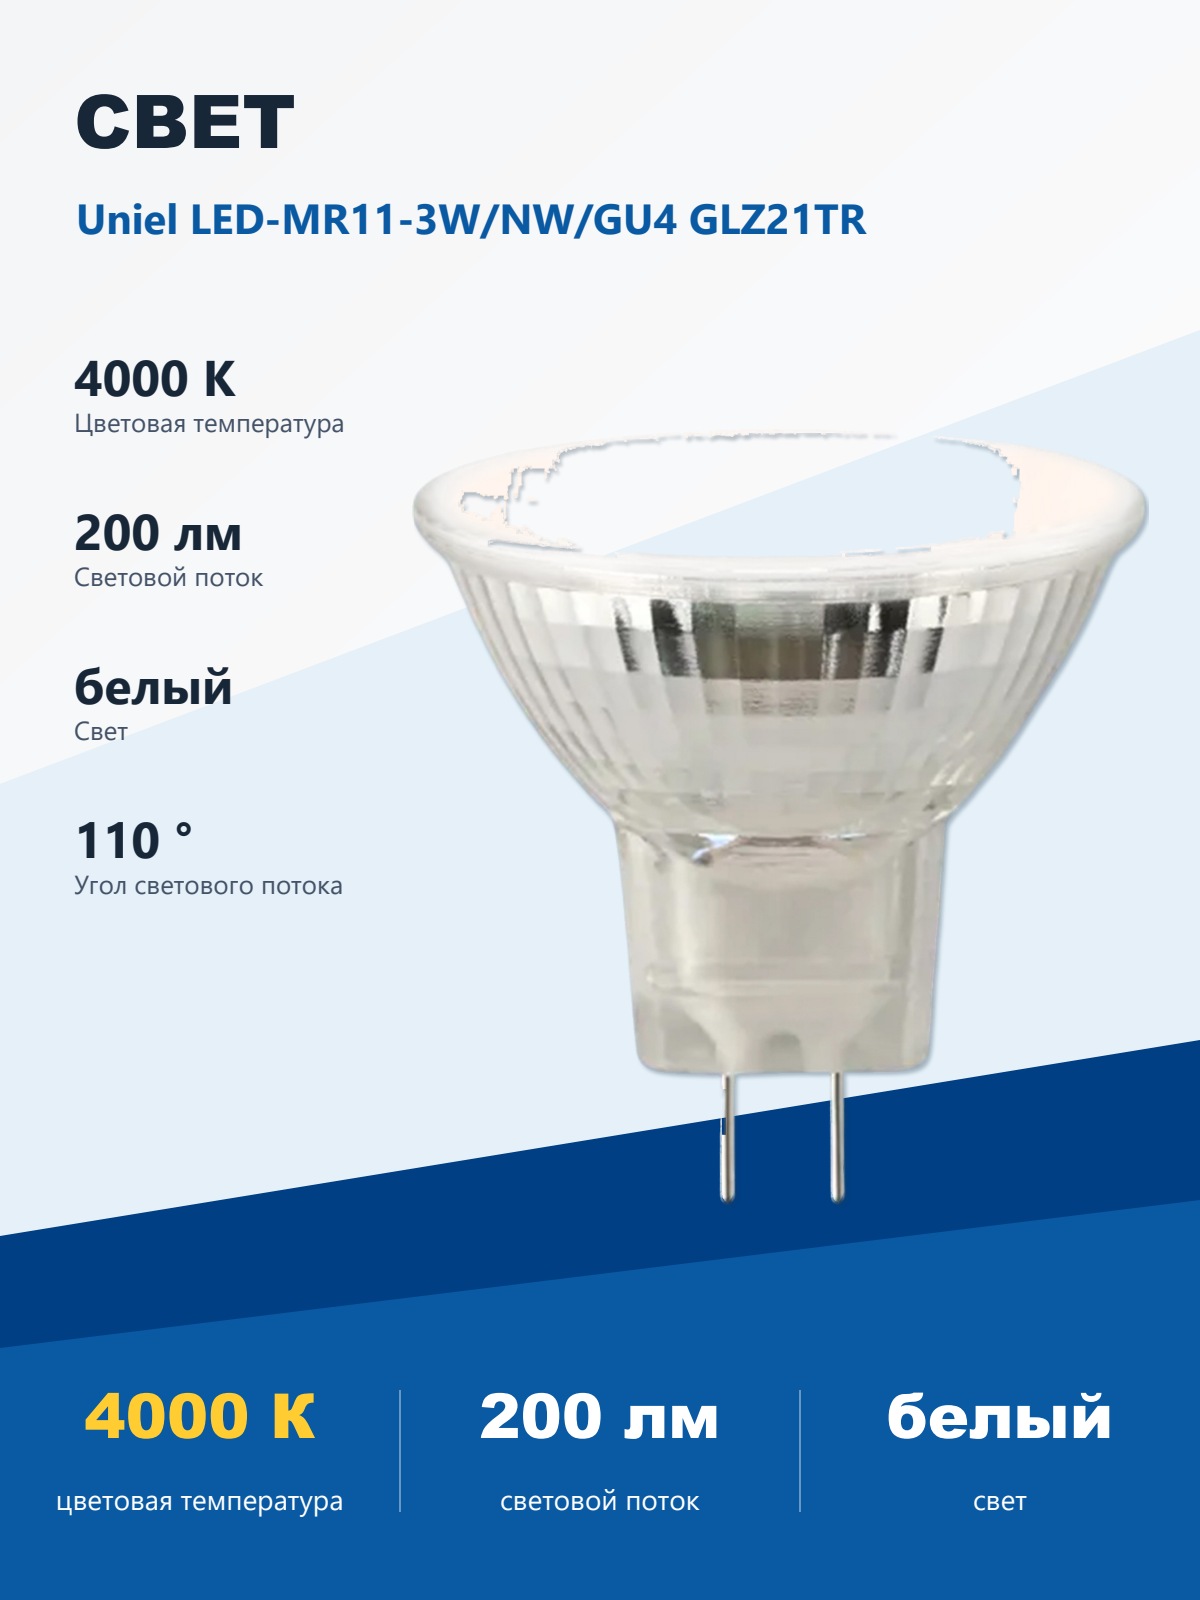 СВЕТ
Uniel LED-MR11-3W/NW/GU4 GLZ21TR
4000 К
Цветовая температура
200 лм
Световой поток
белый
Свет
110 °
Угол светового потока
4000 К
цветовая температура
200 лм
световой поток
белый
свет